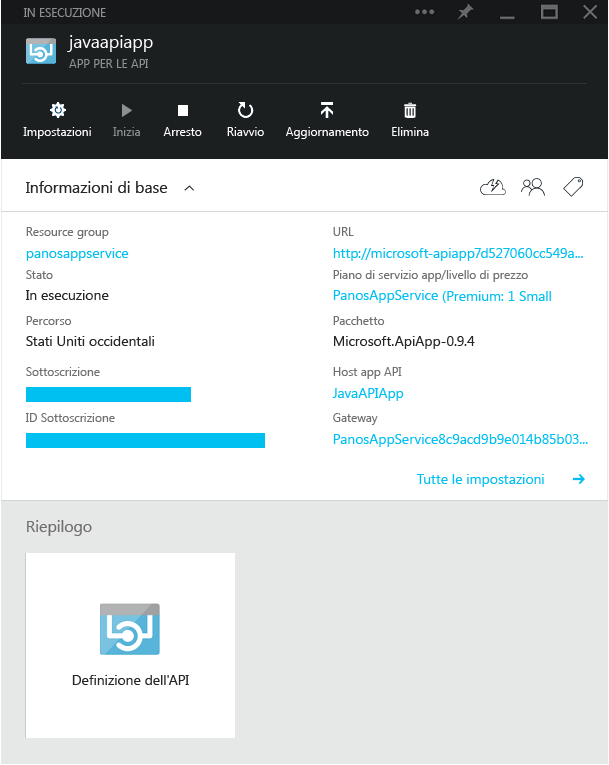 IN ESECUZIONE
javaapiapp
APP PER LE API
Impostazioni
Inizia
Arresto
Riavvio
Aggiornamento
Elimina
Informazioni di base
Resource group
panosappservice
URL
http://microsoft-apiapp7d527060cc549a...
Stato
In esecuzione
Piano di servizio app/livello di prezzo
PanosAppService (Premium: 1 Small
Percorso
Stati Uniti occidentali
Pacchetto
Microsoft.ApiApp-0.9.4
Sottoscrizione
Host app API
JavaAPIApp
ID Sottoscrizione
Gateway
PanosAppService8c9acd9b9e014b85b03...
Tutte le impostazioni
Riepilogo
Definizione dell'API